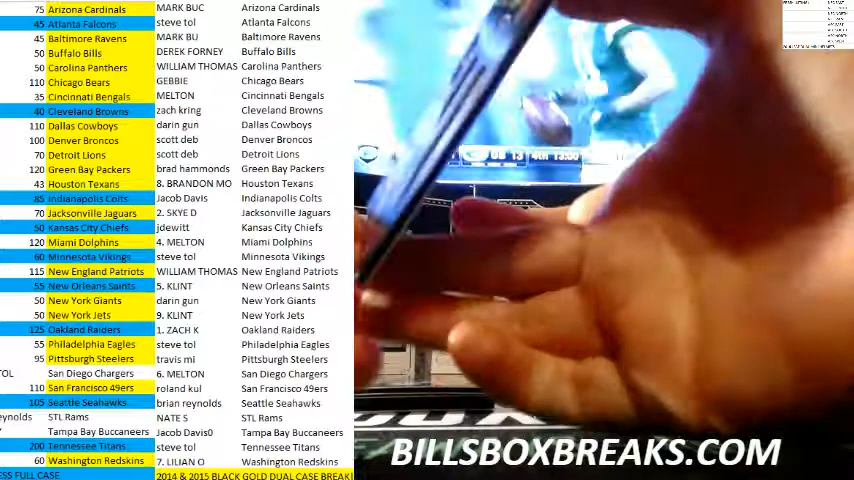 75 Arizona Cardinals MARK BUC Arizona Cardinals
45 Atlanta Falcons steve tol Atlanta Falcons
45 Baltimore Ravens MARK BU Baltimore Ravens
50 Buffalo Bills DEREK FORNEY Buffalo Bills
50 Carolina Panthers WILLIAM THOMAS Carolina Panthers
110 Chicago Bears GEBBIE Chicago Bears
35 Cincinnati Bengals MELTON Cincinnati Bengals
40 Cleveland Browns zach kring Cleveland Browns
110 Dallas Cowboys darin gun Dallas Cowboys
100 Denver Broncos scott deb Denver Broncos
70 Detroit Lions scott deb Detroit Lions
120 Green Bay Packers brad hammonds Green Bay Packers
43 Houston Texans 8. BRANDON MO Houston Texans
85 Indianapolis Colts Jacob Davis Indianapolis Colts
70 Jacksonville Jaguars 2. SKYE D Jacksonville Jaguars
50 Kansas City Chiefs jdewitt Kansas City Chiefs
120 Miami Dolphins 4. MELTON Miami Dolphins
60 Minnesota Vikings steve tol Minnesota Vikings
115 New England Patriots WILLIAM THOMAS New England Patriots
55 New Orleans Saints 5. KLINT New Orleans Saints
50 New York Giants darin gun New York Giants
50 New York Jets 9. KLINT New York Jets
125 Oakland Raiders 1. ZACH K Oakland Raiders
55 Philadelphia Eagles steve tol Philadelphia Eagles
95 Pittsburgh Steelers travis mi Pittsburgh Steelers
TOL San Diego Chargers 6. MELTON San Diego Chargers
110 San Francisco 49ers roland kul San Francisco 49ers
105 Seattle Seahawks brian reynolds Seattle Seahawks
eynolds STL Rams NATE S STL Rams
Tampa Bay Buccaneers Jacob Davis0 Tampa Bay Buccaneers
200 Tennessee Titans steve tol Tennessee Titans
60 Washington Redskins 7. LILIAN O Washington Redskins
ESS FULL CASE 2014 & 2015 BLACK GOLD DUAL CASE BREAK
13 4th 13:00
BILLSBOXBREAKS.COM